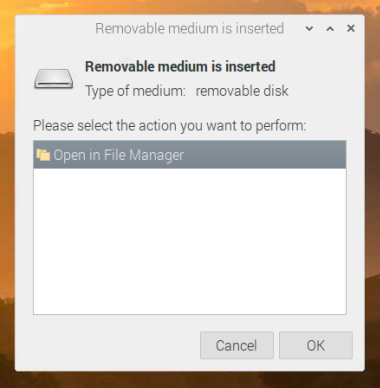 Removable medium is inserted
Removable medium is inserted
Type of medium: removable disk
Please select the action you want to perform:
Open in File Manager
Cancel OK